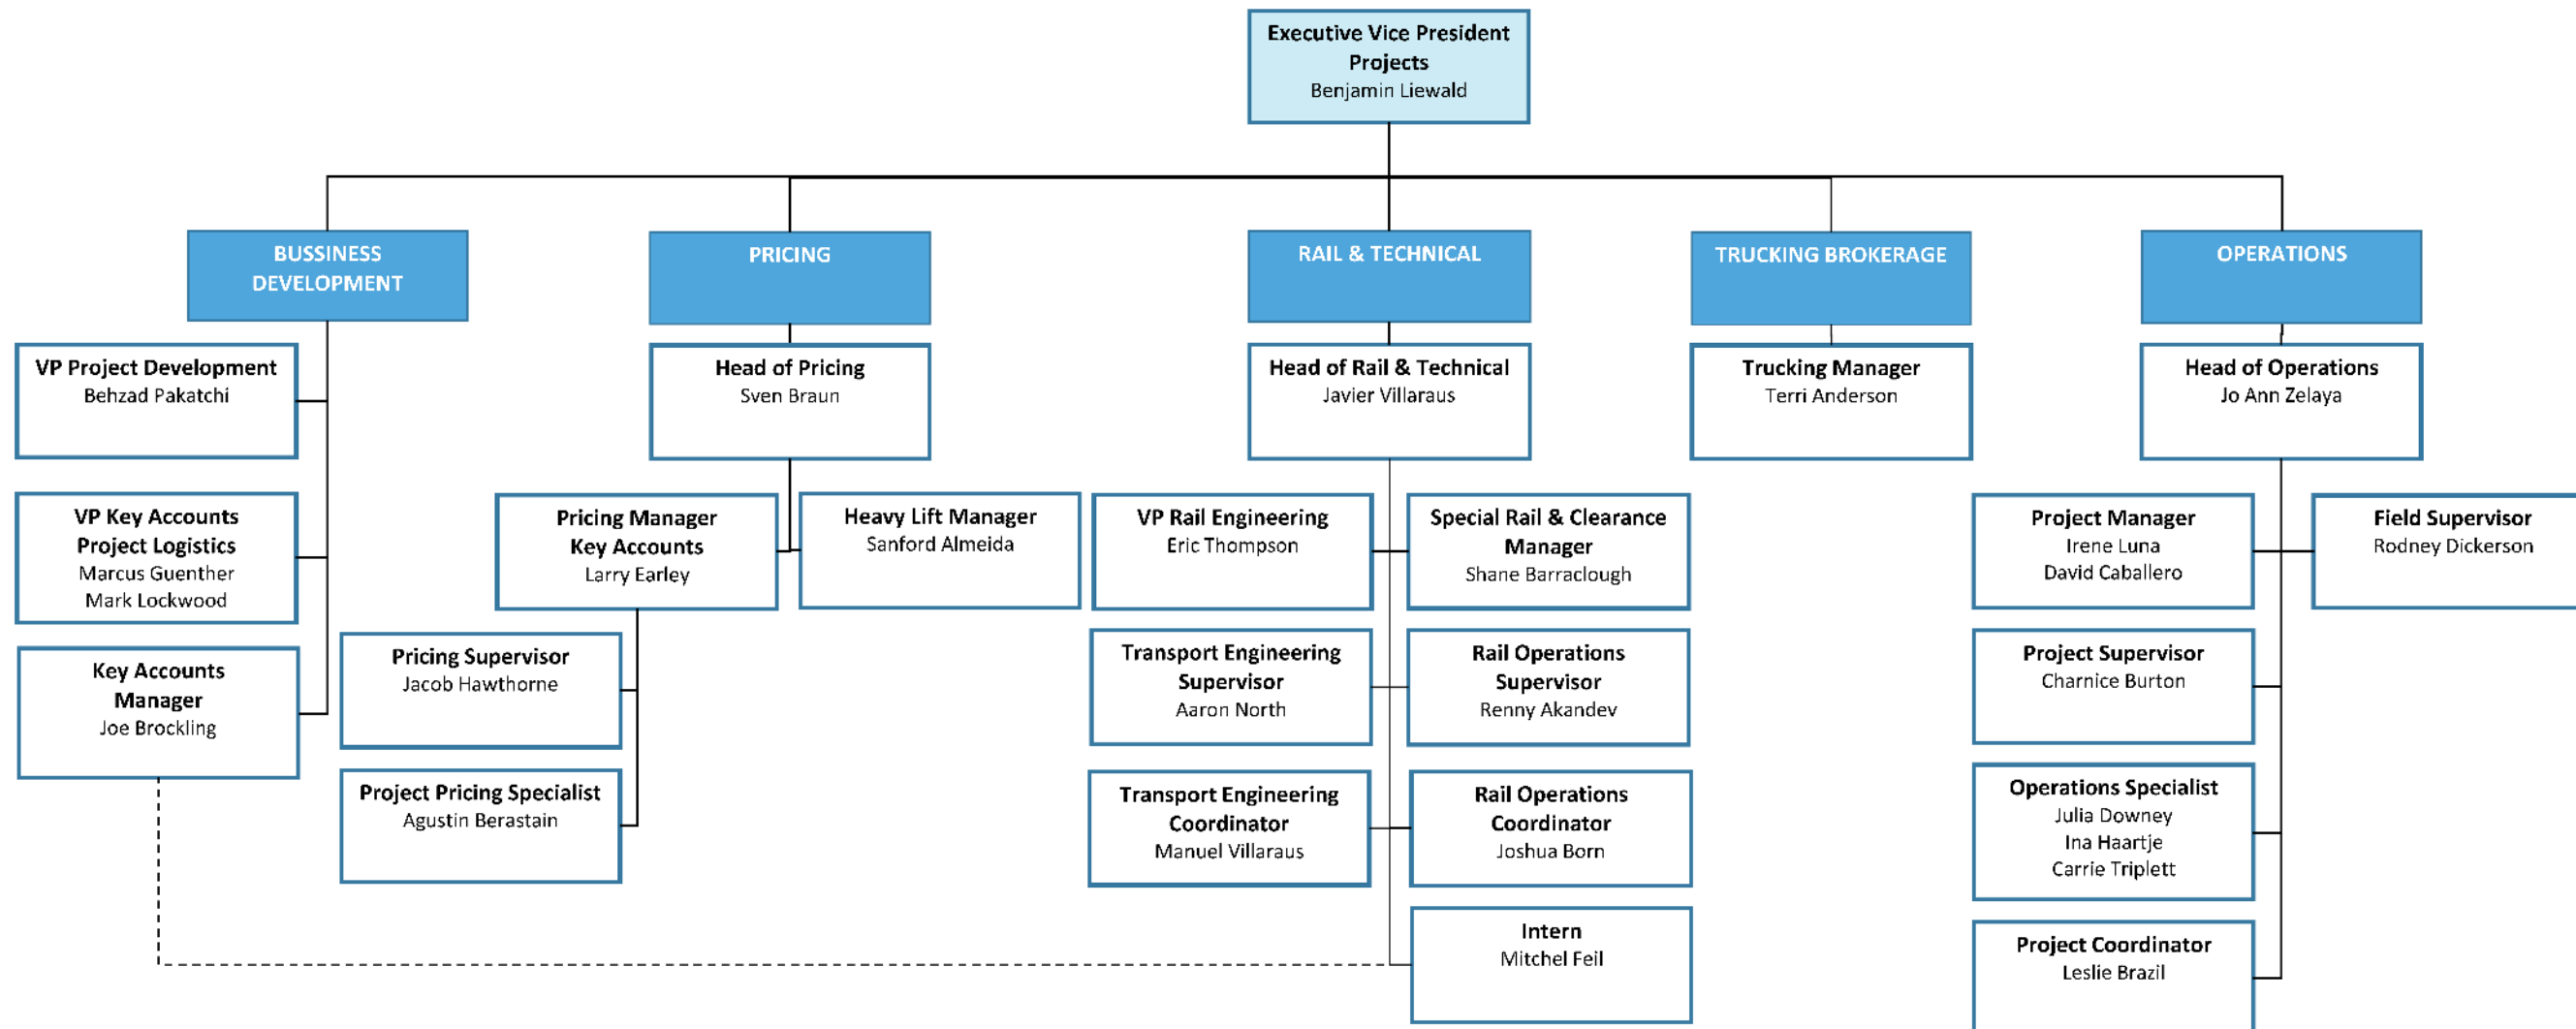 Executive Vice President
Projects
Benjamin Liewald
BUSSINESS
DEVELOPMENT
PRICING
RAIL & TECHNICAL
TRUCKING BROKERAGE
OPERATIONS
VP Project Development
Behzad Pakatchi
Head of Pricing
Sven Braun
Head of Rail & Technical
Javier Villaraus
Trucking Manager
Terri Anderson
Head of Operations
Jo Ann Zelaya
VP Key Accounts
Project Logistics
Marcus Guenther
Mark Lockwood
Pricing Manager
Key Accounts
Larry Earley
Heavy Lift Manager
Sanford Almeida
VP Rail Engineering
Eric Thompson
Special Rail & Clearance
Manager
Shane Barraclough
Project Manager
Irene Luna
David Caballero
Field Supervisor
Rodney Dickerson
Key Accounts
Manager
Joe Brockling
Pricing Supervisor
Jacob Hawthorne
Transport Engineering
Supervisor
Aaron North
Rail Operations
Supervisor
Renny Akandev
Project Supervisor
Charnice Burton
Project Pricing Specialist
Agustin Berastain
Transport Engineering
Coordinator
Manuel Villaraus
Rail Operations
Coordinator
Joshua Born
Operations Specialist
Julia Downey
Ina Haartje
Carrie Triplett
Intern
Mitchel Feil
Project Coordinator
Leslie Brazil